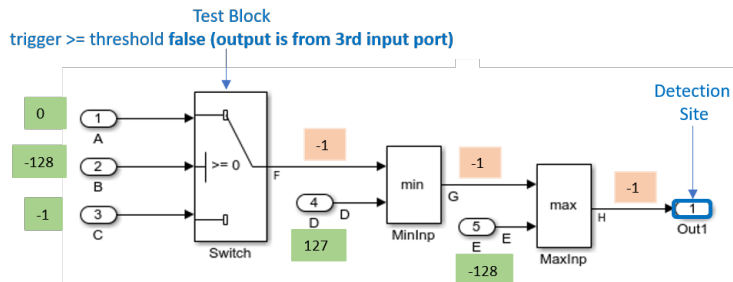 Test Block
trigger >= threshold false (output is from 3rd input port)
Detection
Site
0
1
A
-128
2
B
>= 0
-1
3
C
Switch
F
-1
4
D
D
127
min
MinInp
G
-1
5
E
E
-128
max
MaxInp
H
-1
1
Out1